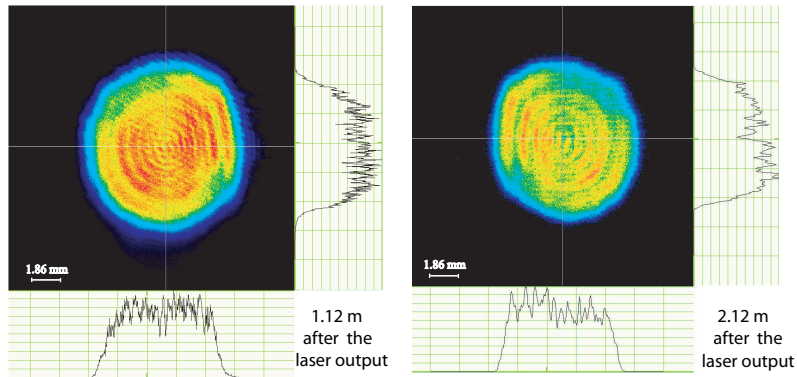 1.86 mm
1.12 m
after the
laser output
1.86 mm
2.12 m
after the
laser output